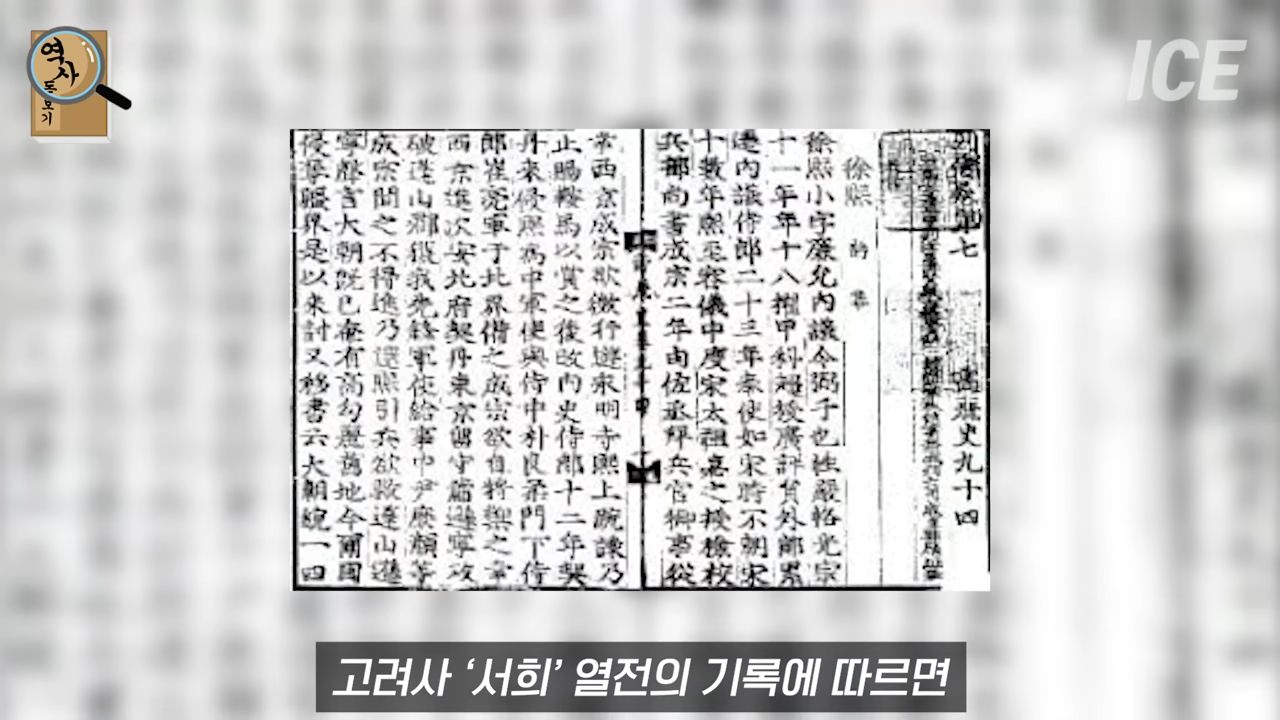 역사
돋보기
ICE
七 高麗史九十四
徐熙 訥 恭
徐熙小字廉允內議令弼子也性嚴恪光宗
十一年年十八擢甲科超授廣評員外郞累
遷內議侍郞二十三年奉使如宋時不朝宋
十數年熙至容儀中度宋太祖嘉之授檢校
兵部尙書成宗二年由佐丞拜兵官御事從
幸西京成宗欲微行遊永明寺熙上疏諫乃
止賜鞍馬以賞之後改內史侍郞十二年契
丹來侵熙爲中軍使與侍中朴良柔門下侍
郞崔亮軍于北界備之成宗欲自將禦之幸
西京進次安北府契丹東京留守蕭遜寧攻
破蓬山郡獲我先鋒軍使給事中尹庶顔等
成宗聞之不得進乃還熙引兵欲救蓬山遜
寧聲言大朝旣已奄有高勾麗舊地今爾國
侵奪疆界是以來討又移書云大朝統一四
고려사 ‘서희’ 열전의 기록에 따르면